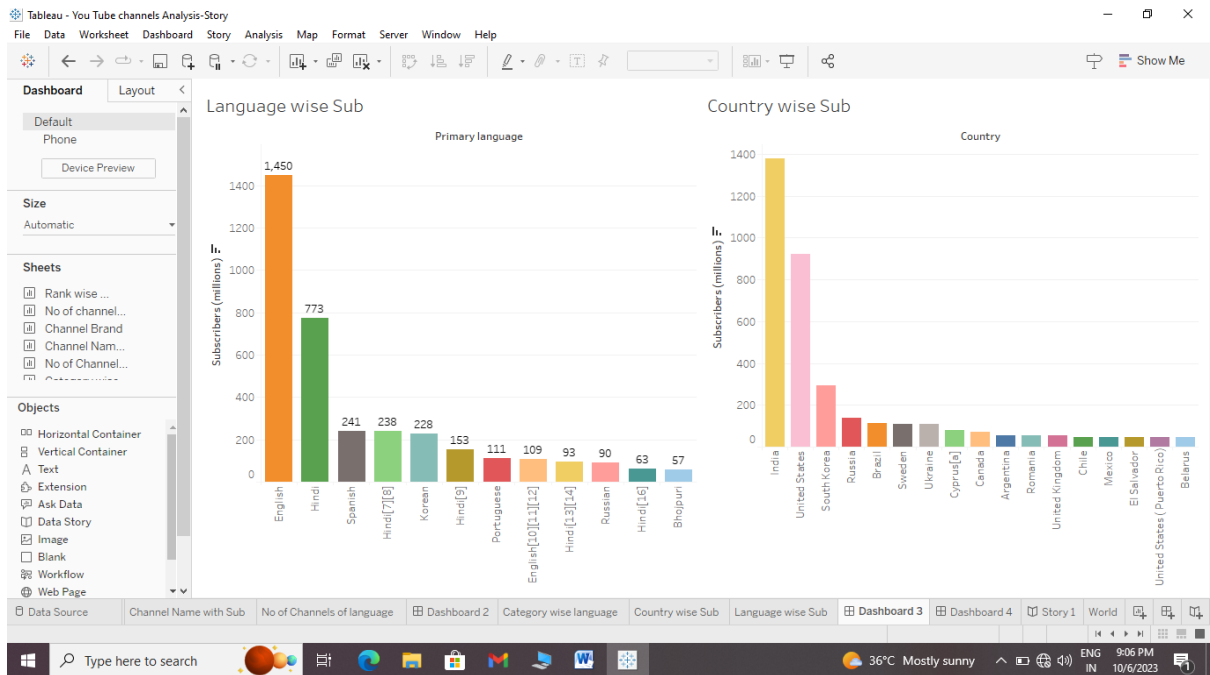 Tableau - You Tube channels Analysis-Story
File Data Worksheet Dashboard Story Analysis Map Format Server Window Help
Show Me
Dashboard Layout
Default
Phone
Device Preview
Size
Automatic
Sheets
Rank wise ...
No of channel...
Channel Brand
Channel Nam...
No of Channel...
Objects
Horizontal Container
Vertical Container
A Text
Extension
Ask Data
Data Story
Image
Blank
Workflow
Web Page
Language wise Sub
Primary language
Subscribers (millions)
1400
1200
1000
800
600
400
200
0
1,450
773
241
238
228
153
111
109
93
90
63
57
English
Hindi
Spanish
Hindi[7][8]
Korean
Hindi[9]
Portuguese
English[10][11][12]
Hindi[13][14]
Russian
Hindi[16]
Bhojpuri
Country wise Sub
Country
Subscribers (millions)
1400
1200
1000
800
600
400
200
0
India
United States
South Korea
Russia
Brazil
Sweden
Ukraine
Cyprus[a]
Canada
Argentina
Romania
United Kingdom
Chile
Mexico
El Salvador
United States ( Puerto Rico)
Belarus
Data Source Channel Name with Sub No of Channels of language Dashboard 2 Category wise language Country wise Sub Language wise Sub Dashboard 3 Dashboard 4 Story 1 World
Type here to search
36°C Mostly sunny
ENG
IN
9:06 PM
10/6/2023
1